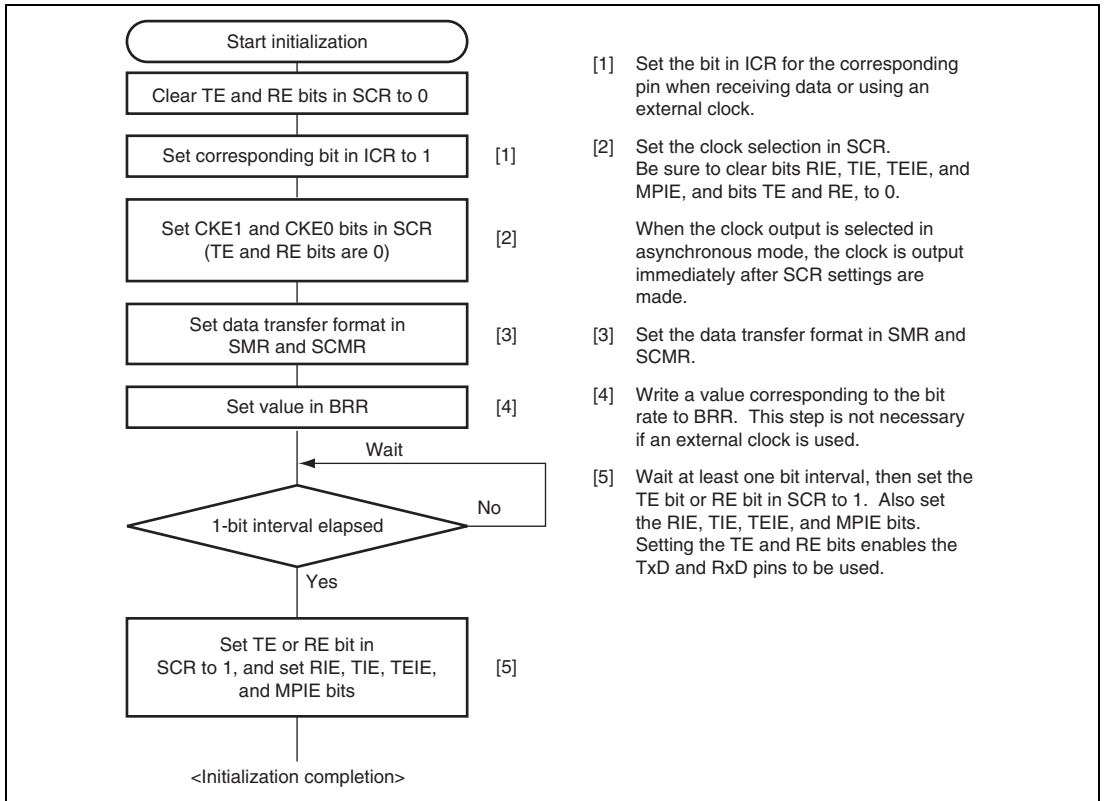 Start initialization
Clear TE and RE bits in SCR to 0
Set corresponding bit in ICR to 1
[1]
Set CKE1 and CKE0 bits in SCR
(TE and RE bits are 0)
[2]
Set data transfer format in
SMR and SCMR
[3]
Set value in BRR
[4]
Wait
No
1-bit interval elapsed
Yes
Set TE or RE bit in
SCR to 1, and set RIE, TIE, TEIE,
and MPIE bits
[5]
<Initialization completion>
[1] Set the bit in ICR for the corresponding
pin when receiving data or using an
external clock.
[2] Set the clock selection in SCR.
Be sure to clear bits RIE, TIE, TEIE, and
MPIE, and bits TE and RE, to 0.
When the clock output is selected in
asynchronous mode, the clock is output
immediately after SCR settings are
made.
[3] Set the data transfer format in SMR and
SCMR.
[4] Write a value corresponding to the bit
rate to BRR. This step is not necessary
if an external clock is used.
[5] Wait at least one bit interval, then set the
TE bit or RE bit in SCR to 1. Also set
the RIE, TIE, TEIE, and MPIE bits.
Setting the TE and RE bits enables the
TxD and RxD pins to be used.